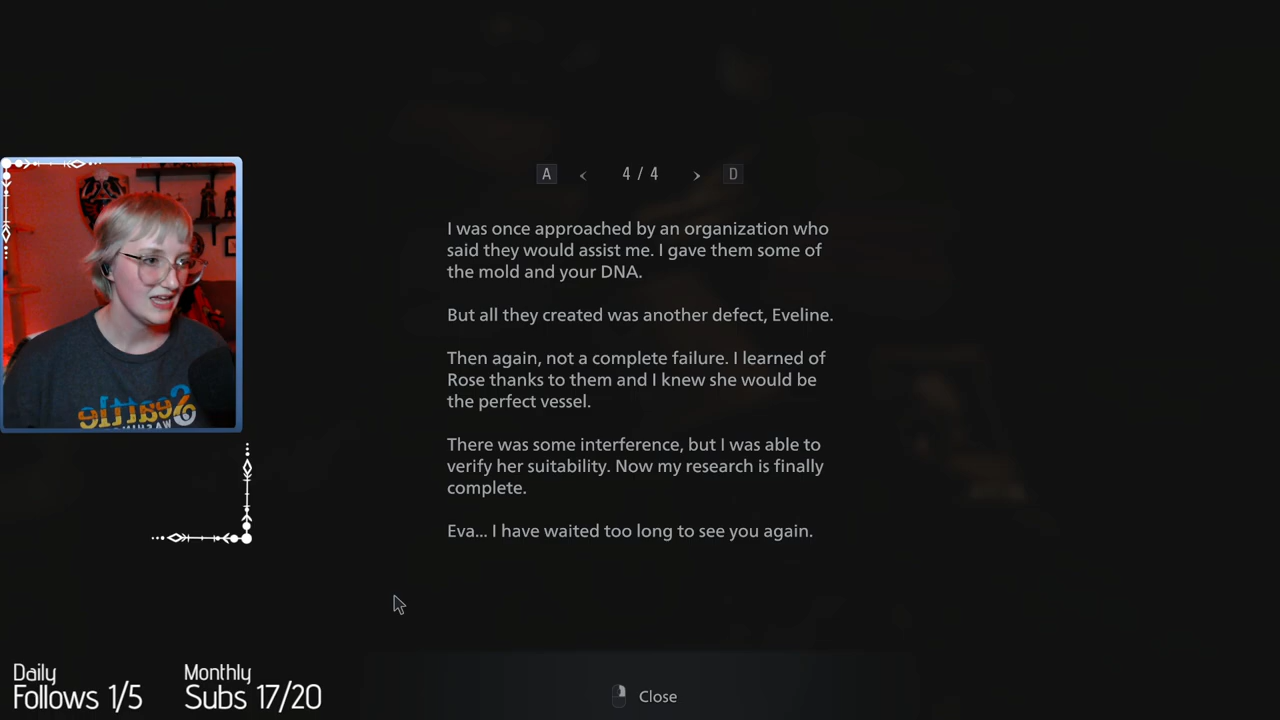 A < 4 / 4 > D
I was once approached by an organization who
said they would assist me. I gave them some of
the mold and your DNA.
But all they created was another defect, Eveline.
Then again, not a complete failure. I learned of
Rose thanks to them and I knew she would be
the perfect vessel.
There was some interference, but I was able to
verify her suitability. Now my research is finally
complete.
Eva... I have waited too long to see you again.
Seattle
WASHING
Daily
Follows 1/5
Monthly
Subs 17/20
Close